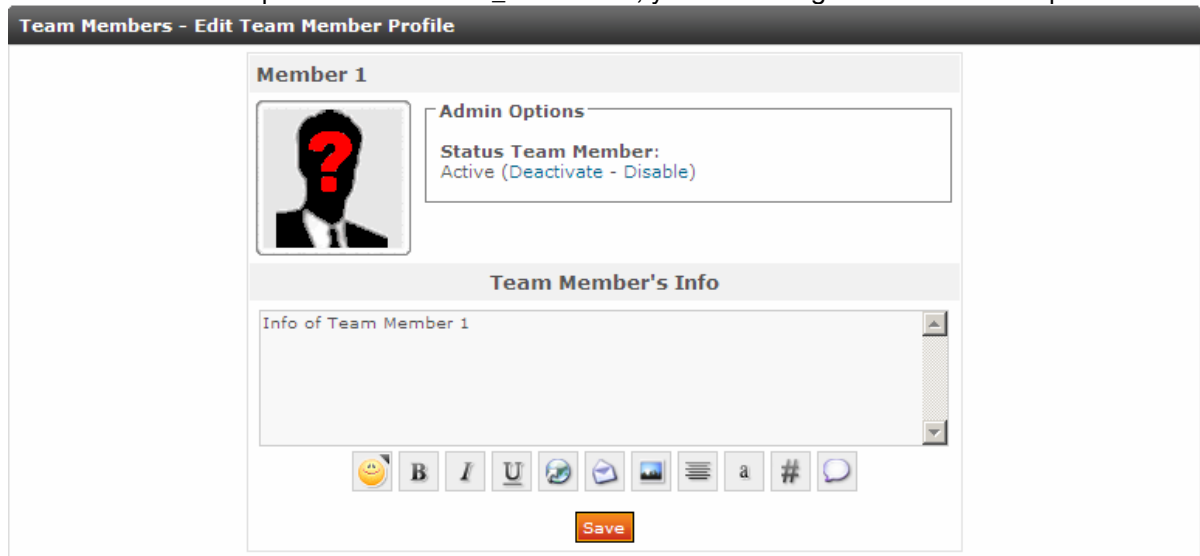 Team Members - Edit Team Member Profile
Member 1
Admin Options
Status Team Member:
Active (Deactivate - Disable)
?
Team Member's Info
Info of Team Member 1
B I U a #
Save